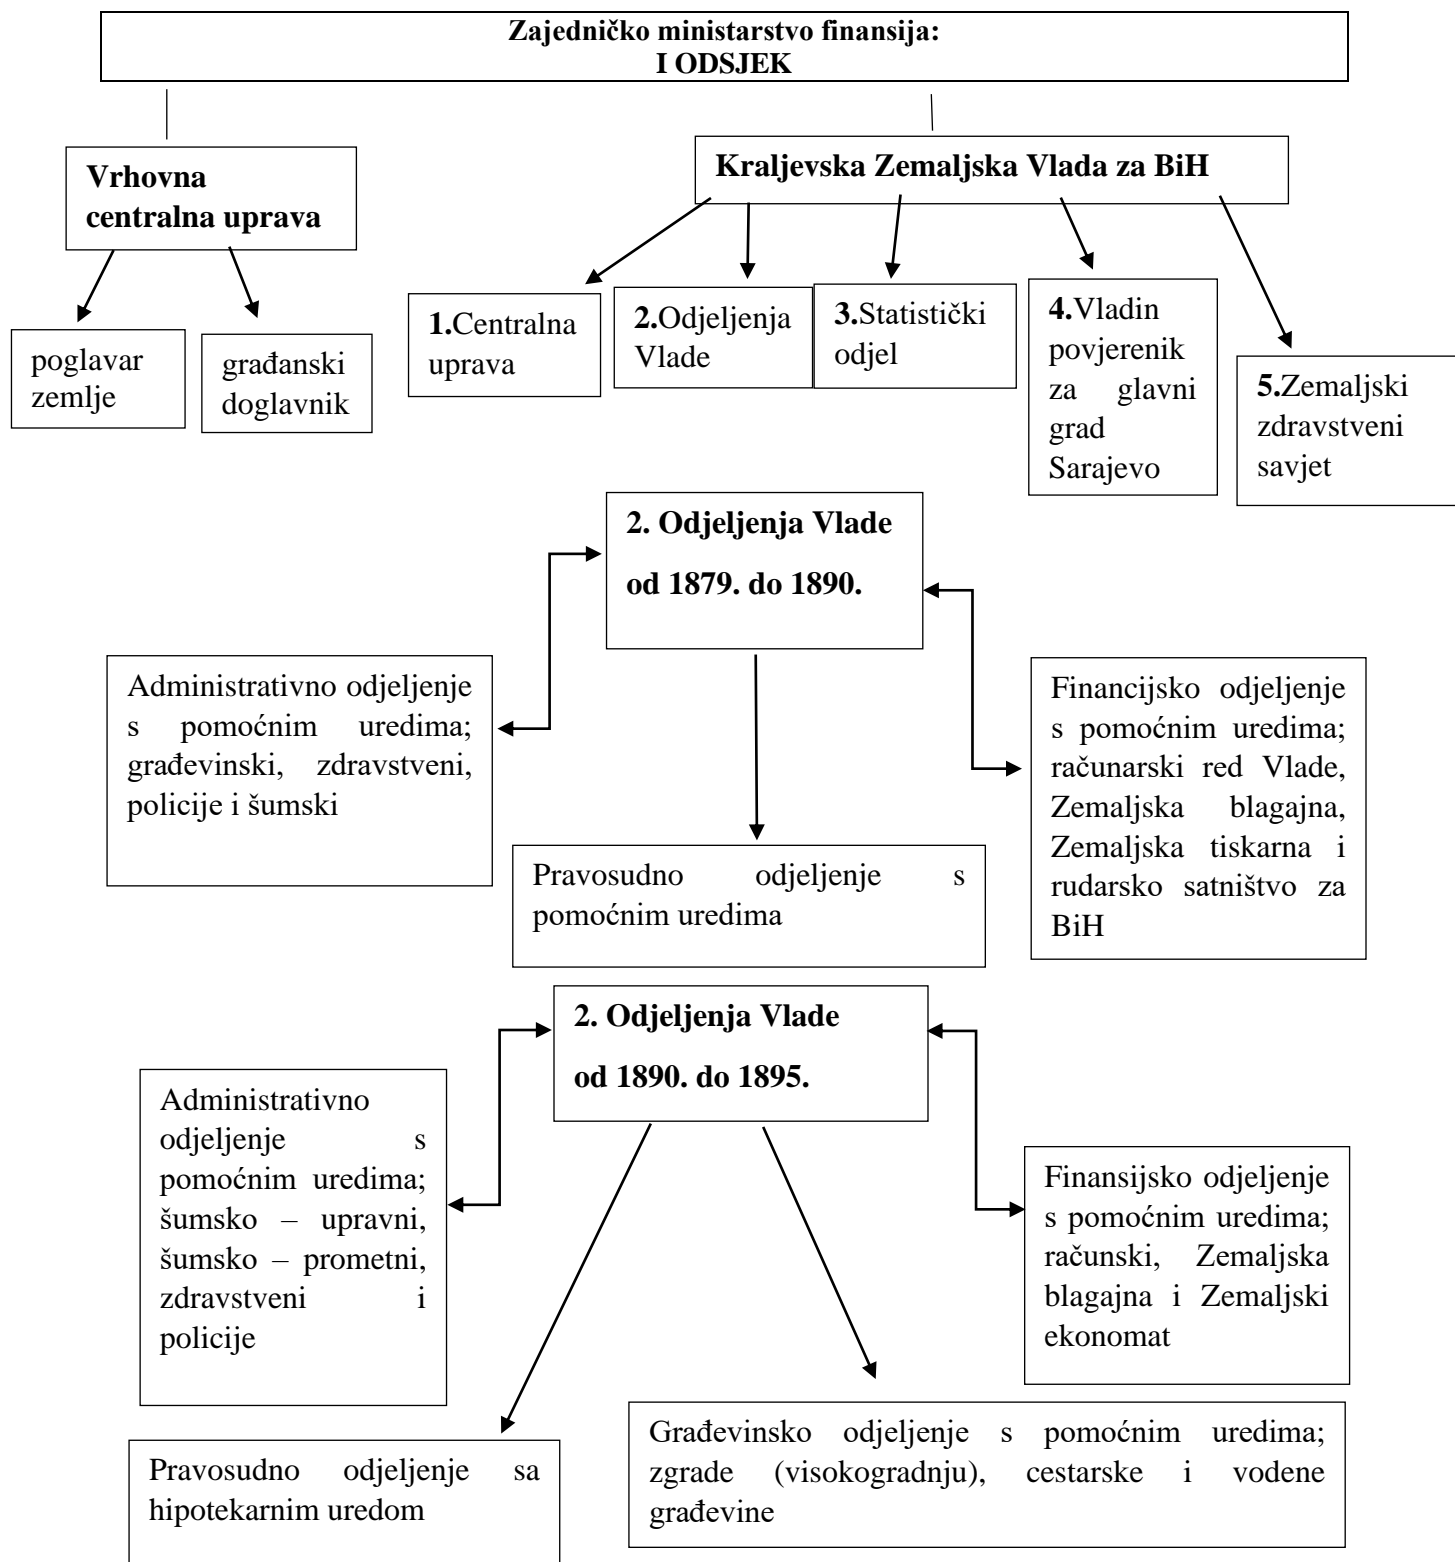 Zajedničko ministarstvo finansija:
I ODSJEK
Vrhovna
centralna uprava
Kraljevska Zemaljska Vlada za BiH
poglavar
zemlje
građanski
doglavnik
1.Centralna
uprava
2.Odjeljenja
Vlade
3.Statistički
odjel
4.Vladin
povjerenik
za glavni
grad
Sarajevo
5.Zemaljski
zdravstveni
savjet
2. Odjeljenja Vlade
od 1879. do 1890.
Administrativno odjeljenje
s pomoćnim uredima;
građevinski, zdravstveni,
policije i šumski
Pravosudno odjeljenje s
pomoćnim uredima
Financijsko odjeljenje
s pomoćnim uredima;
računarski red Vlade,
Zemaljska blagajna,
Zemaljska tiskarna i
rudarsko satništvo za
BiH
2. Odjeljenja Vlade
od 1890. do 1895.
Administrativno
odjeljenje s
pomoćnim uredima;
šumsko – upravni,
šumsko – prometni,
zdravstveni i
policije
Finansijsko odjeljenje
s pomoćnim uredima;
računski, Zemaljska
blagajna i Zemaljski
ekonomat
Pravosudno odjeljenje sa
hipotekarnim uredom
Građevinsko odjeljenje s pomoćnim uredima;
zgrade (visokogradnju), cestarske i vodene
građevine